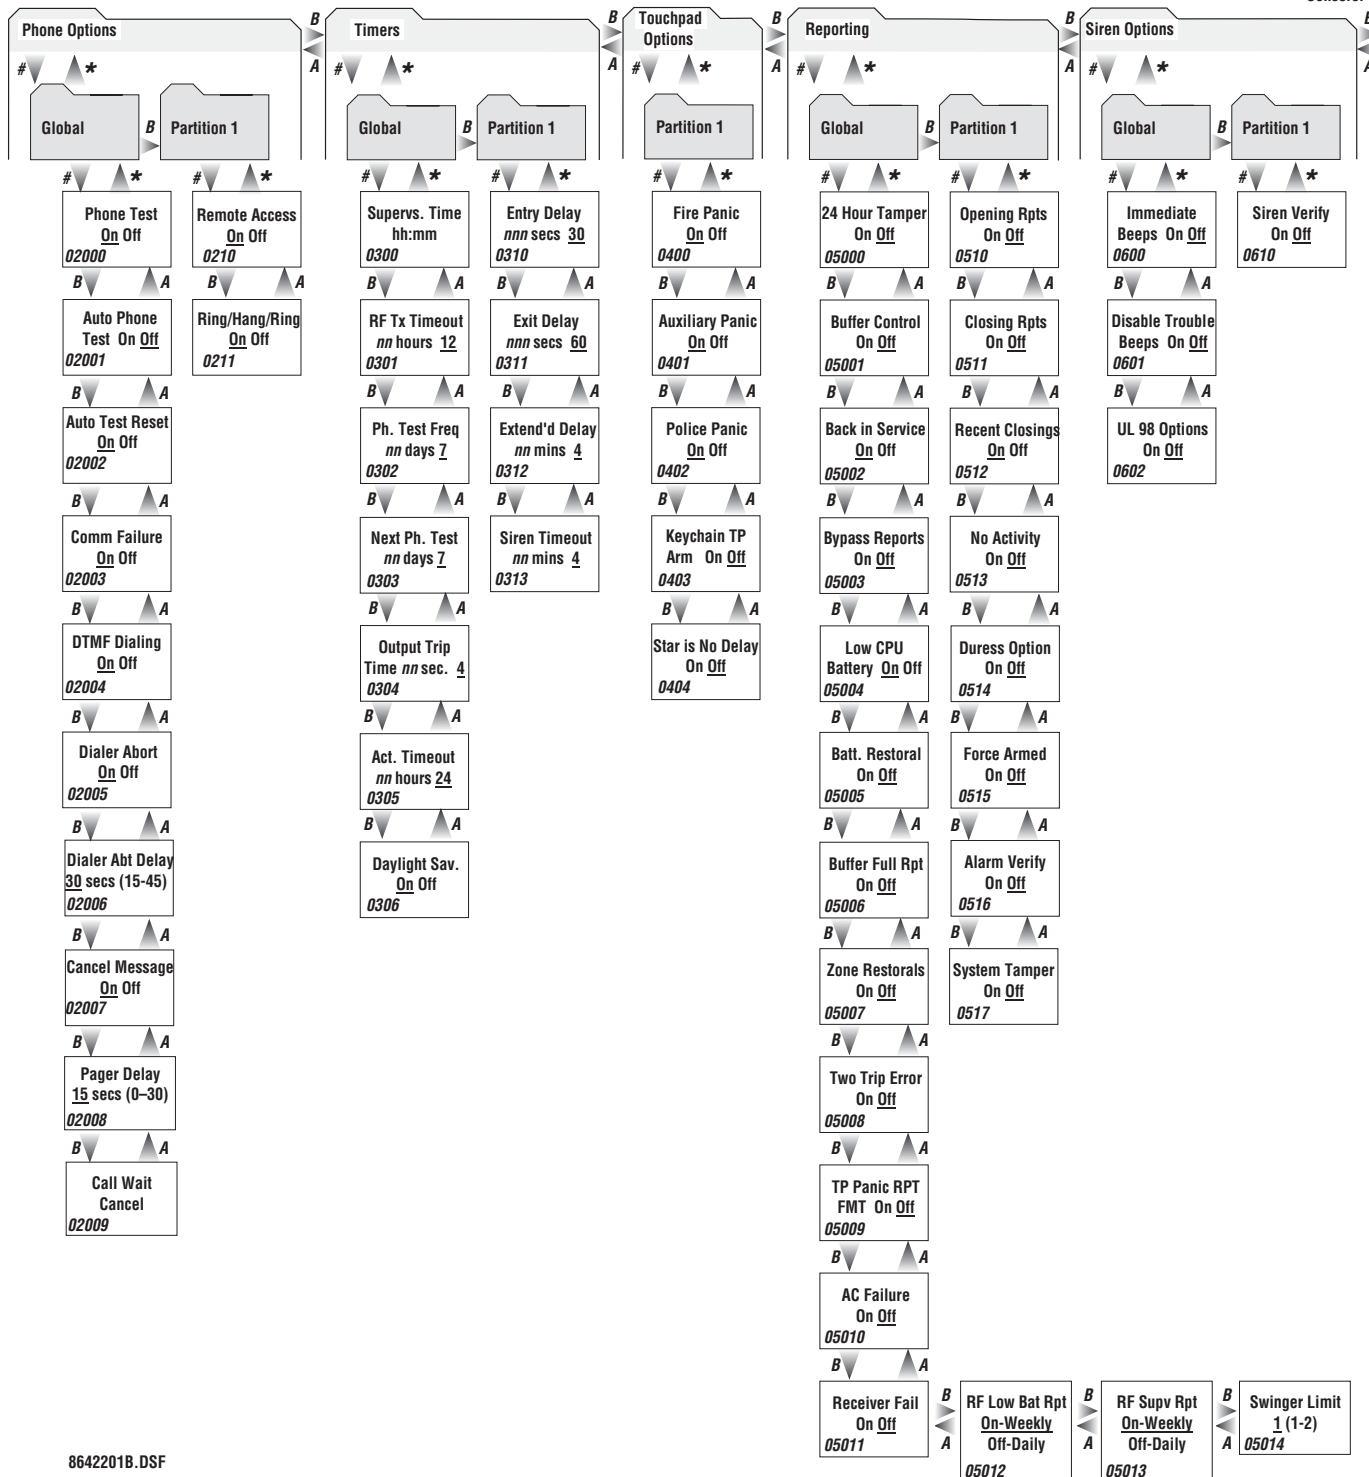 Phone Options
B
A
#
*
Global
B
Partition 1
#
*
Phone Test
On Off
02000
B
A
Auto Phone
Test On Off
02001
B
A
Auto Test Reset
On Off
02002
B
A
Comm Failure
On Off
02003
B
A
DTMF Dialing
On Off
02004
B
A
Dialer Abort
On Off
02005
B
A
Dialer Abt Delay
30 secs (15-45)
02006
B
A
Cancel Message
On Off
02007
B
A
Pager Delay
15 secs (0–30)
02008
B
A
Call Wait
Cancel
02009
#
*
Remote Access
On Off
0210
B
A
Ring/Hang/Ring
On Off
0211
Timers
B
A
#
*
Global
B
Partition 1
#
*
Supervs. Time
hh:mm
0300
B
A
RF Tx Timeout
nn hours 12
0301
B
A
Ph. Test Freq
nn days 7
0302
B
A
Next Ph. Test
nn days 7
0303
B
A
Output Trip
Time nn sec. 4
0304
B
A
Act. Timeout
nn hours 24
0305
B
A
Daylight Sav.
On Off
0306
#
*
Entry Delay
nnn secs 30
0310
B
A
Exit Delay
nnn secs 60
0311
B
A
Extend'd Delay
nn mins 4
0312
B
A
Siren Timeout
nn mins 4
0313
Touchpad
Options
B
A
#
*
Partition 1
#
*
Fire Panic
On Off
0400
B
A
Auxiliary Panic
On Off
0401
B
A
Police Panic
On Off
0402
B
A
Keychain TP
Arm On Off
0403
B
A
Star is No Delay
On Off
0404
Reporting
B
A
#
*
Global
B
Partition 1
#
*
24 Hour Tamper
On Off
05000
B
A
Buffer Control
On Off
05001
B
A
Back in Service
On Off
05002
B
A
Bypass Reports
On Off
05003
B
A
Low CPU
Battery On Off
05004
B
A
Batt. Restoral
On Off
05005
B
A
Buffer Full Rpt
On Off
05006
B
A
Zone Restorals
On Off
05007
B
A
Two Trip Error
On Off
05008
B
A
TP Panic RPT
FMT On Off
05009
B
A
AC Failure
On Off
05010
B
A
Receiver Fail
On Off
05011
B
A
RF Low Bat Rpt
On-Weekly
Off-Daily
05012
B
A
RF Supv Rpt
On-Weekly
Off-Daily
05013
B
A
Swinger Limit
1 (1-2)
05014
#
*
Opening Rpts
On Off
0510
B
A
Closing Rpts
On Off
0511
B
A
Recent Closings
On Off
0512
B
A
No Activity
On Off
0513
B
A
Duress Option
On Off
0514
B
A
Force Armed
On Off
0515
B
A
Alarm Verify
On Off
0516
B
A
System Tamper
On Off
0517
Siren Options
B
A
#
*
Global
B
Partition 1
#
*
Immediate
Beeps On Off
0600
B
A
Disable Trouble
Beeps On Off
0601
B
A
UL 98 Options
On Off
0602
#
*
Siren Verify
On Off
0610
8642201B.DSF